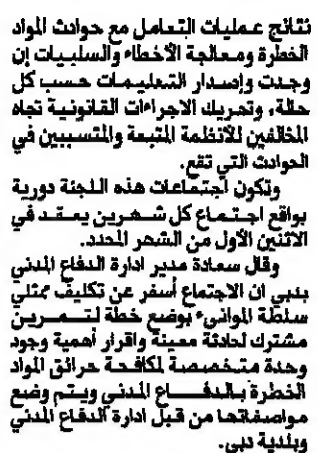 نتائج عمليات التعامل مع حوادث المواد
الخطرة ومعالجة الأخطاء والسلبيات إن
وجدت وإصدار التعليمات حسب كل
حالة، وتحريك الاجراءات القانونية تجاه
المخالفين للأنظمة المتبعة والمتسببين في
الحوادث التي تقع.
وتكون اجتماعات هذه اللجنة دورية
بواقع اجتماع كل شهرين يعقد في
الاثنين الأول من الشهر المحدد.
وقال سعادة مدير ادارة الدفاع المدني
بدبي ان الاجتماع أسفر عن تكليف ممثلي
سلطة الموانيء بوضع خطة لتمرين
مشترك لحادثة معينة واقرار أهمية وجود
وحدة متخصصة لمكافحة حرائق المواد
الخطرة بالدفاع المدني ويتم وضع
مواصفاتها من قبل ادارة الدفاع المدني
وبلدية دبي.